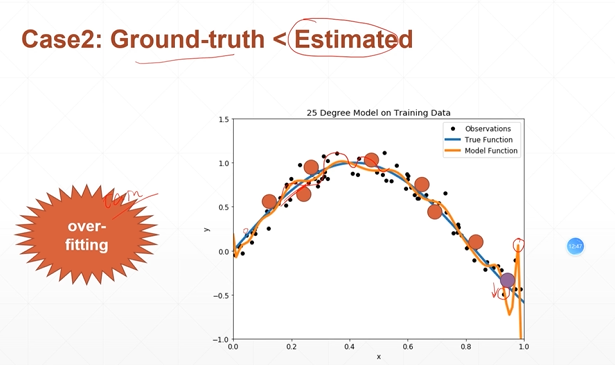 Case2: Ground-truth < Estimated
25 Degree Model on Training Data
Observations
True Function
Model Function
over-
fitting
y
1.5
1.0
0.5
0.0
−0.5
−1.0
0.0 0.2 0.4 0.6 0.8 1.0
x
12:47